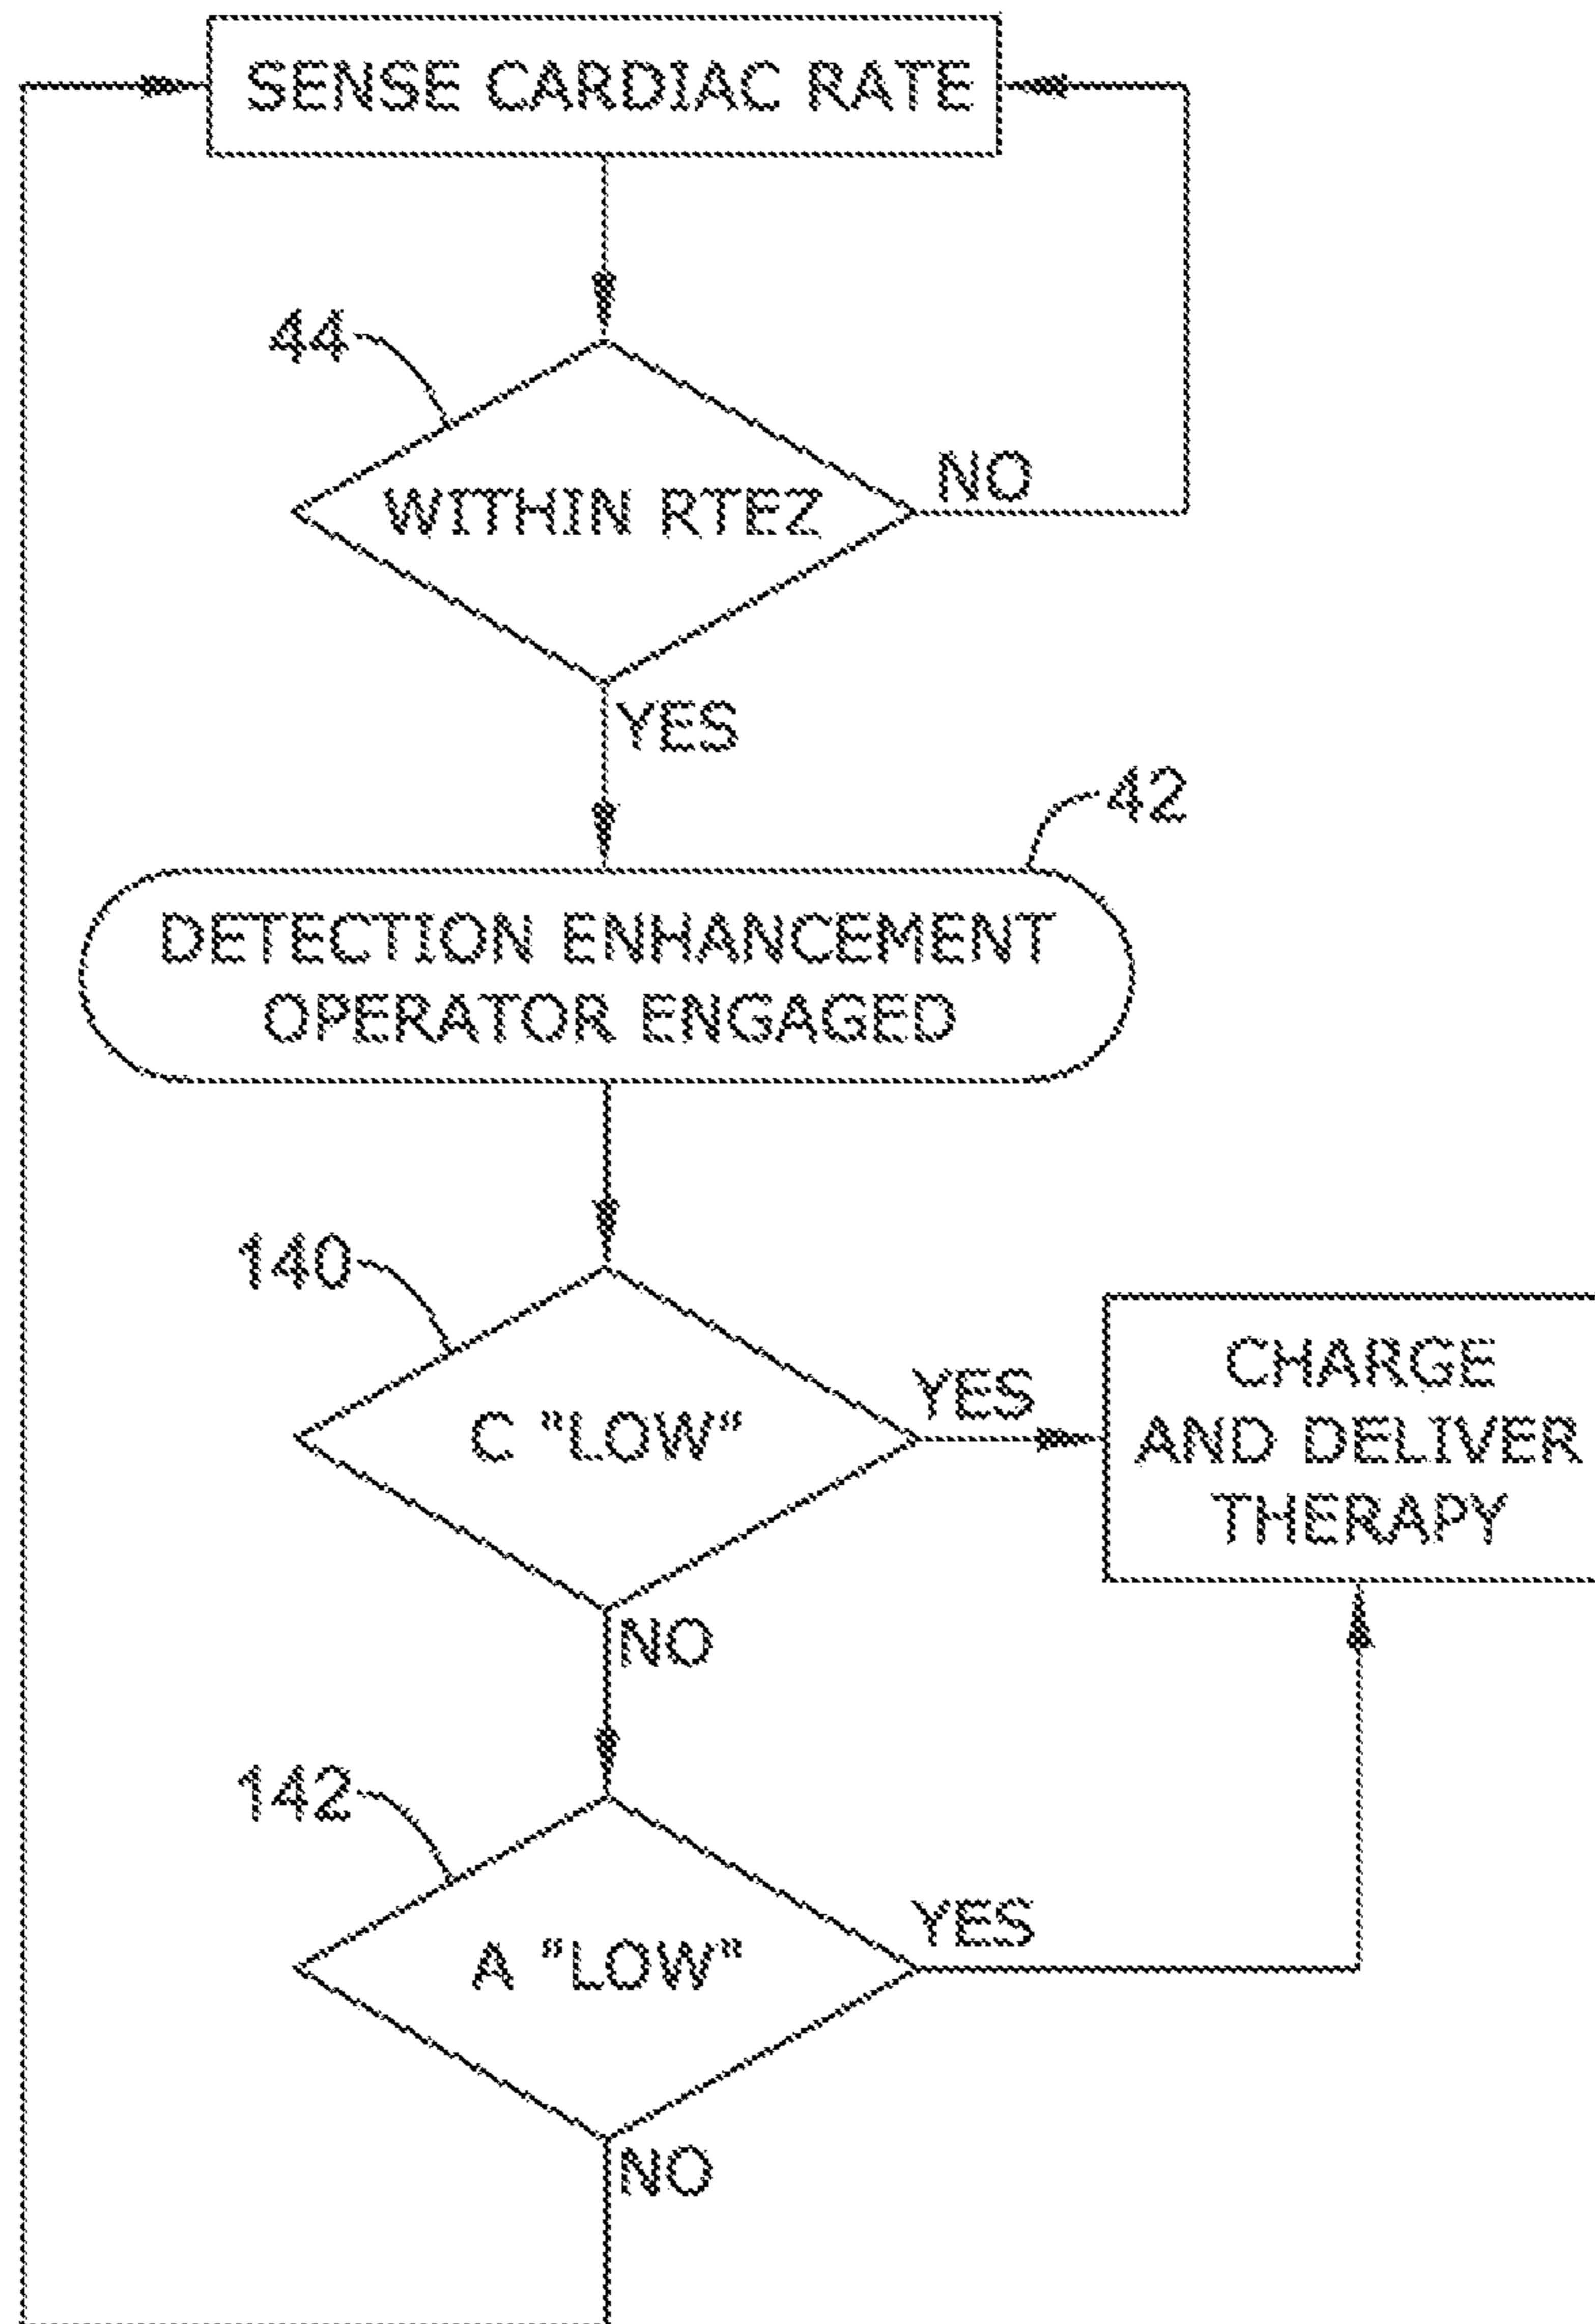 SENSE CARDIAC RATE
44
WITHIN RTEZ
NO
YES
42
DETECTION ENHANCEMENT
OPERATOR ENGAGED
140
C "LOW"
YES
CHARGE
AND DELIVER
THERAPY
NO
142
A "LOW"
YES
NO